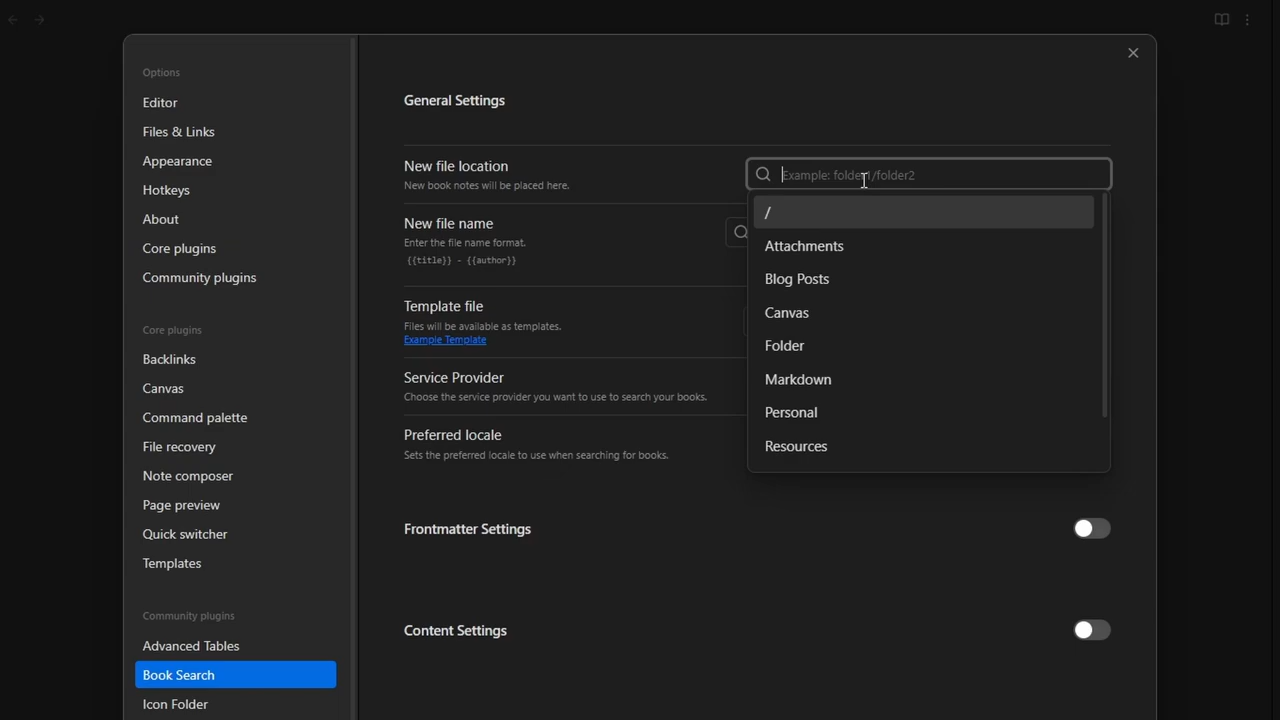 Options
Editor
Files & Links
Appearance
Hotkeys
About
Core plugins
Community plugins
Core plugins
Backlinks
Canvas
Command palette
File recovery
Note composer
Page preview
Quick switcher
Templates
Community plugins
Advanced Tables
Book Search
Icon Folder
General Settings
New file location
New book notes will be placed here.
Example: folder1/folder2
/
Attachments
Blog Posts
Canvas
Folder
Markdown
Personal
Resources
New file name
Enter the file name format.
{{title}} - {{author}}
Template file
Files will be available as templates.
Example Template
Service Provider
Choose the service provider you want to use to search your books.
Preferred locale
Sets the preferred locale to use when searching for books.
Frontmatter Settings
Content Settings